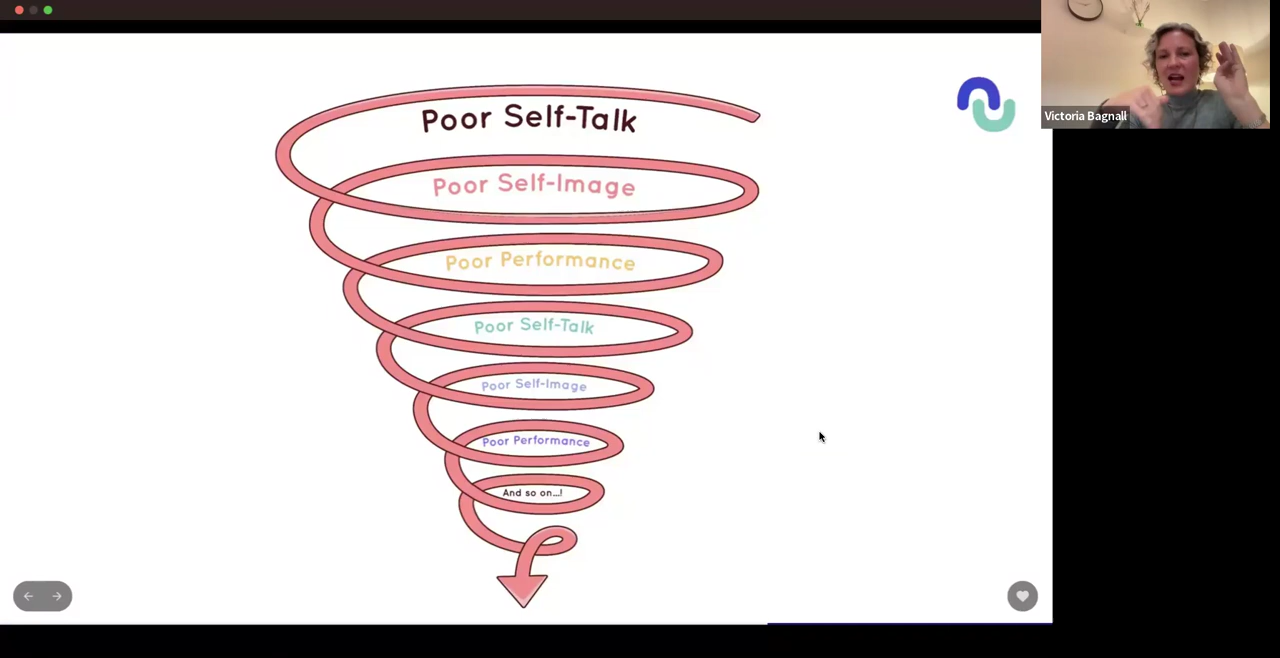 Poor Self-Talk
Victoria Bagnall
Poor Self-Image
Poor Performance
Poor Self-Talk
Poor Self-Image
Poor Performance
And so on...!